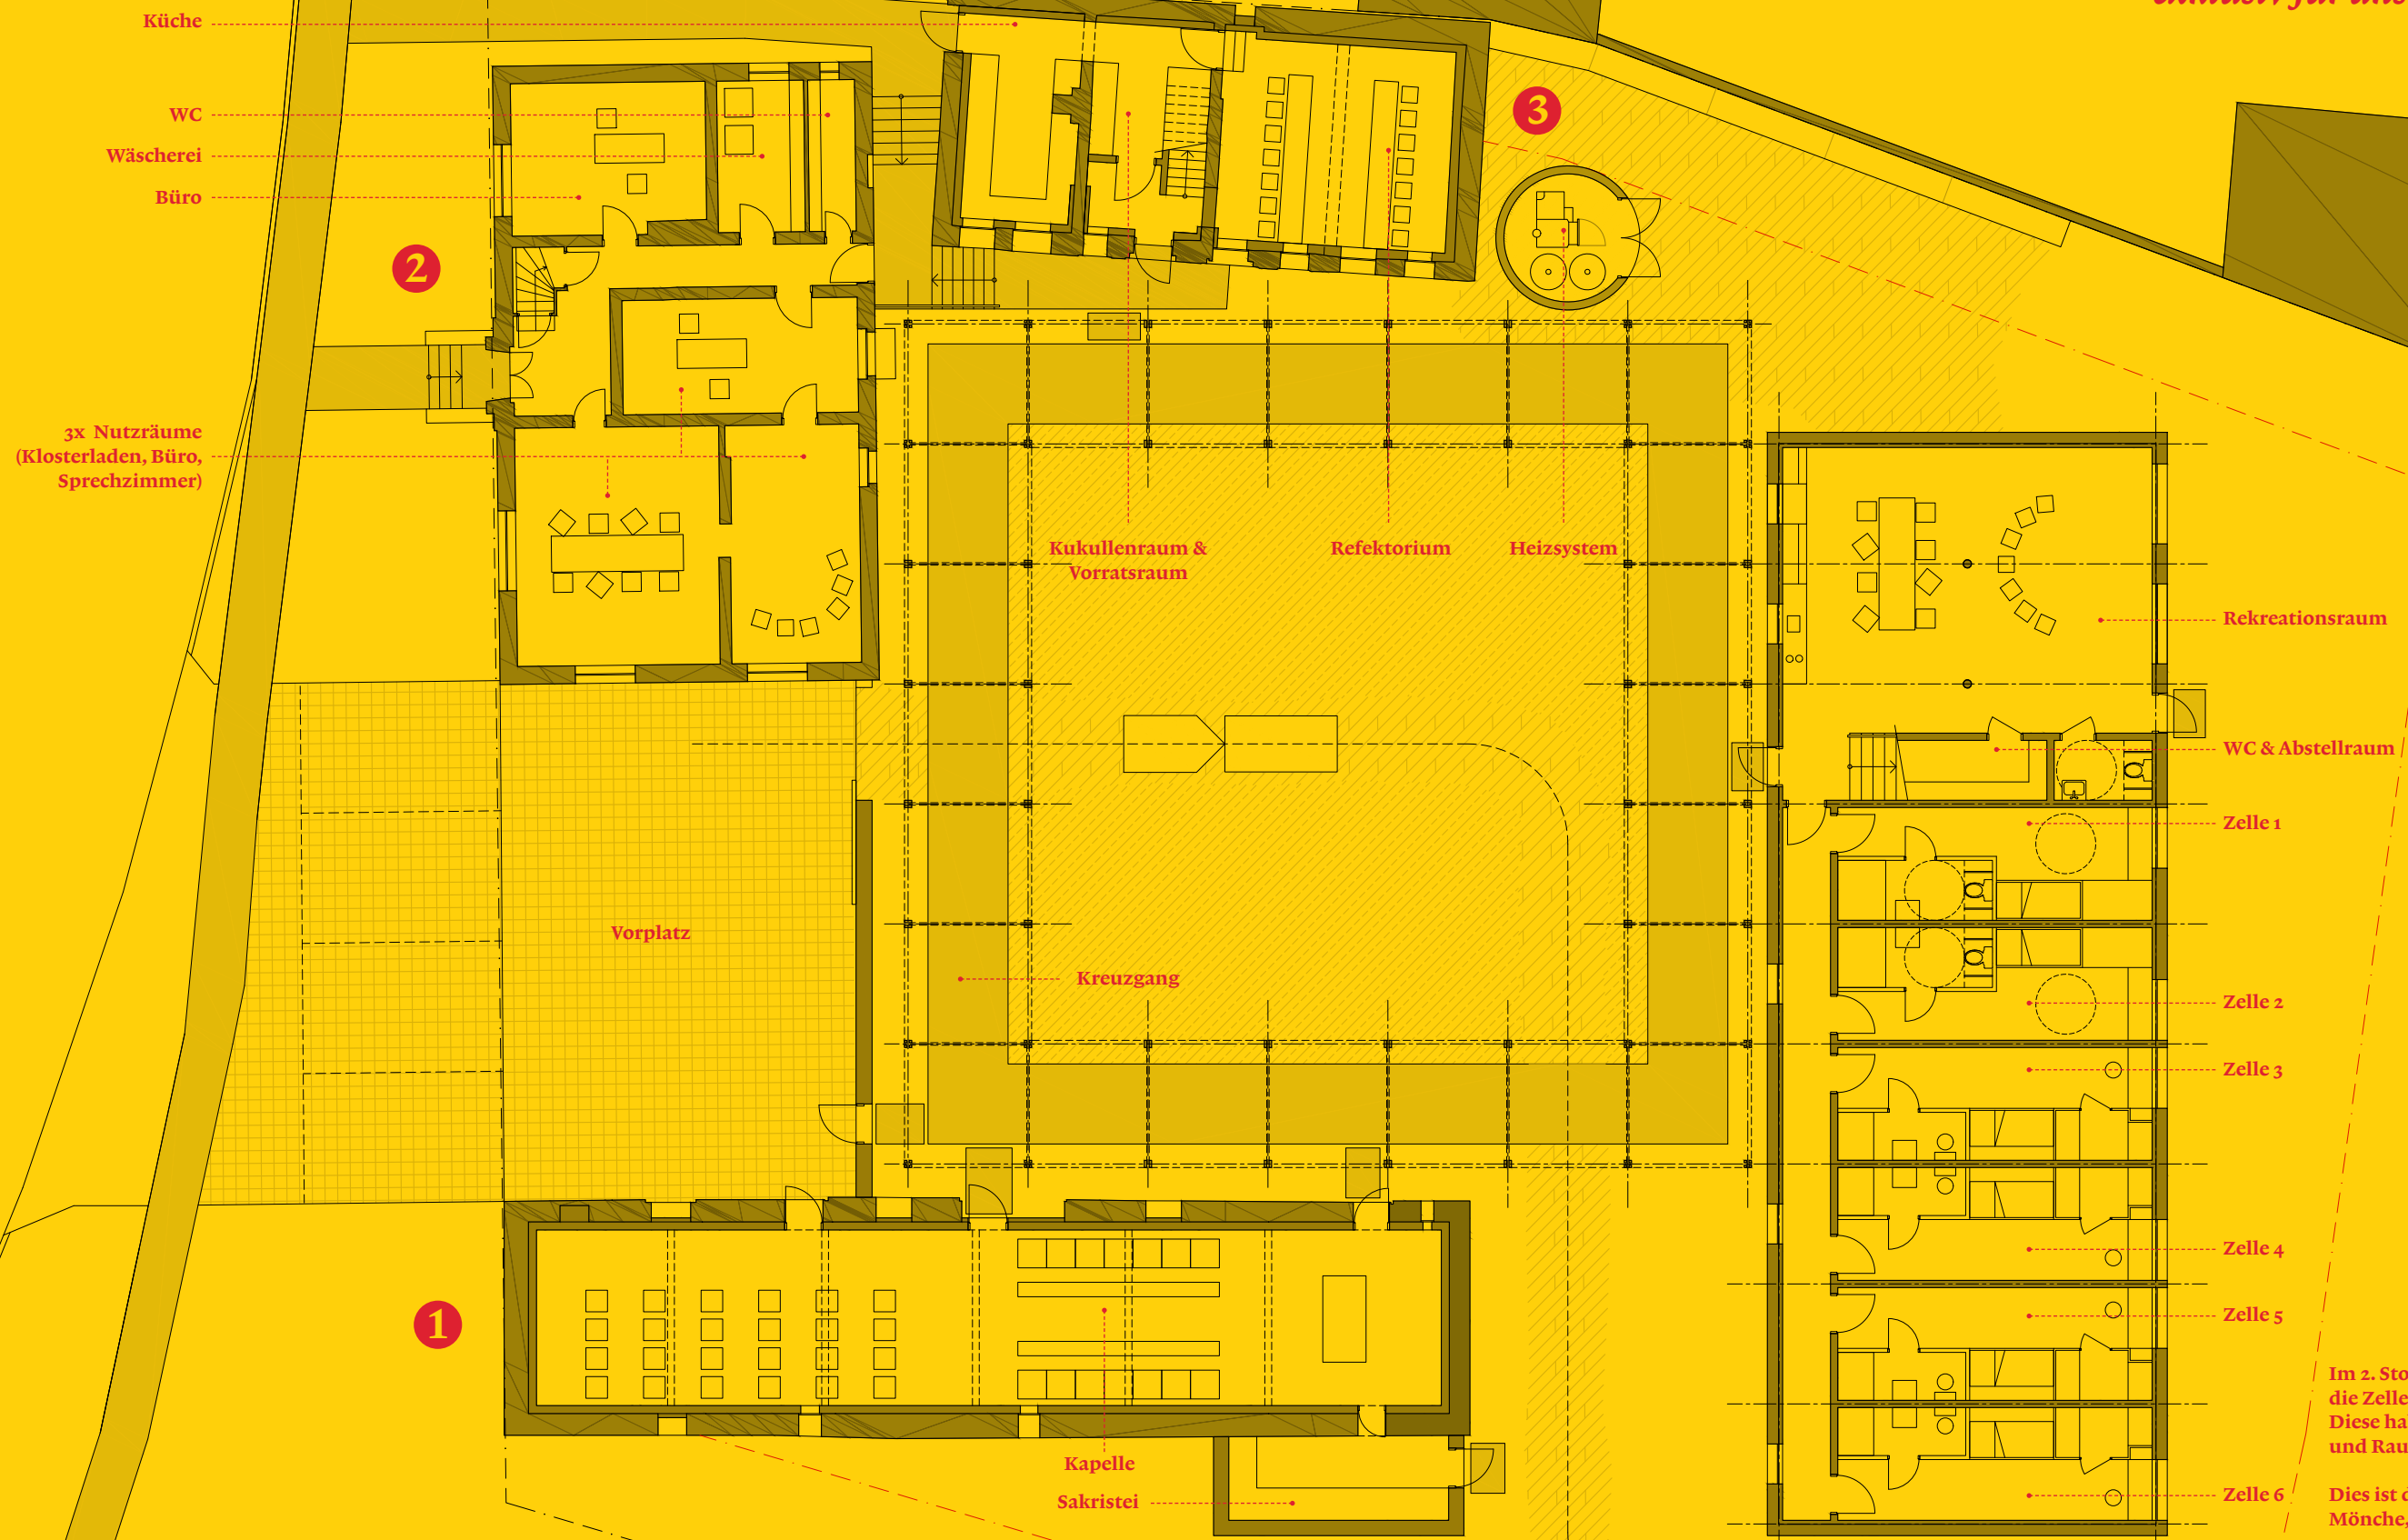 Küche
WC
Wäscherei
Büro
2
3
3x Nutzräume
(Klosterladen, Büro,
Sprechzimmer)
Kukullenraum &
Vorratsraum
Refektorium
Heizsystem
Rekreationsraum
WC & Abstellraum
Zelle 1
Vorplatz
Kreuzgang
Zelle 2
Zelle 3
Zelle 4
1
Zelle 5
Kapelle
Sakristei
Zelle 6
Im 2. Sto
die Zelle
Diese ha
und Rau
Dies ist d
Mönche,